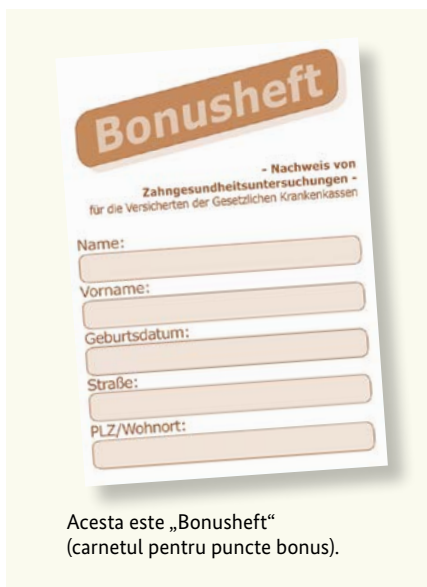 Bonusheft
- Nachweis von
Zahngesundheitsuntersuchungen -
für die Versicherten der Gesetzlichen Krankenkassen
Name:
Vorname:
Geburtsdatum:
Straße:
PLZ/Wohnort:
Acesta este „Bonusheft“
(carnetul pentru puncte bonus).